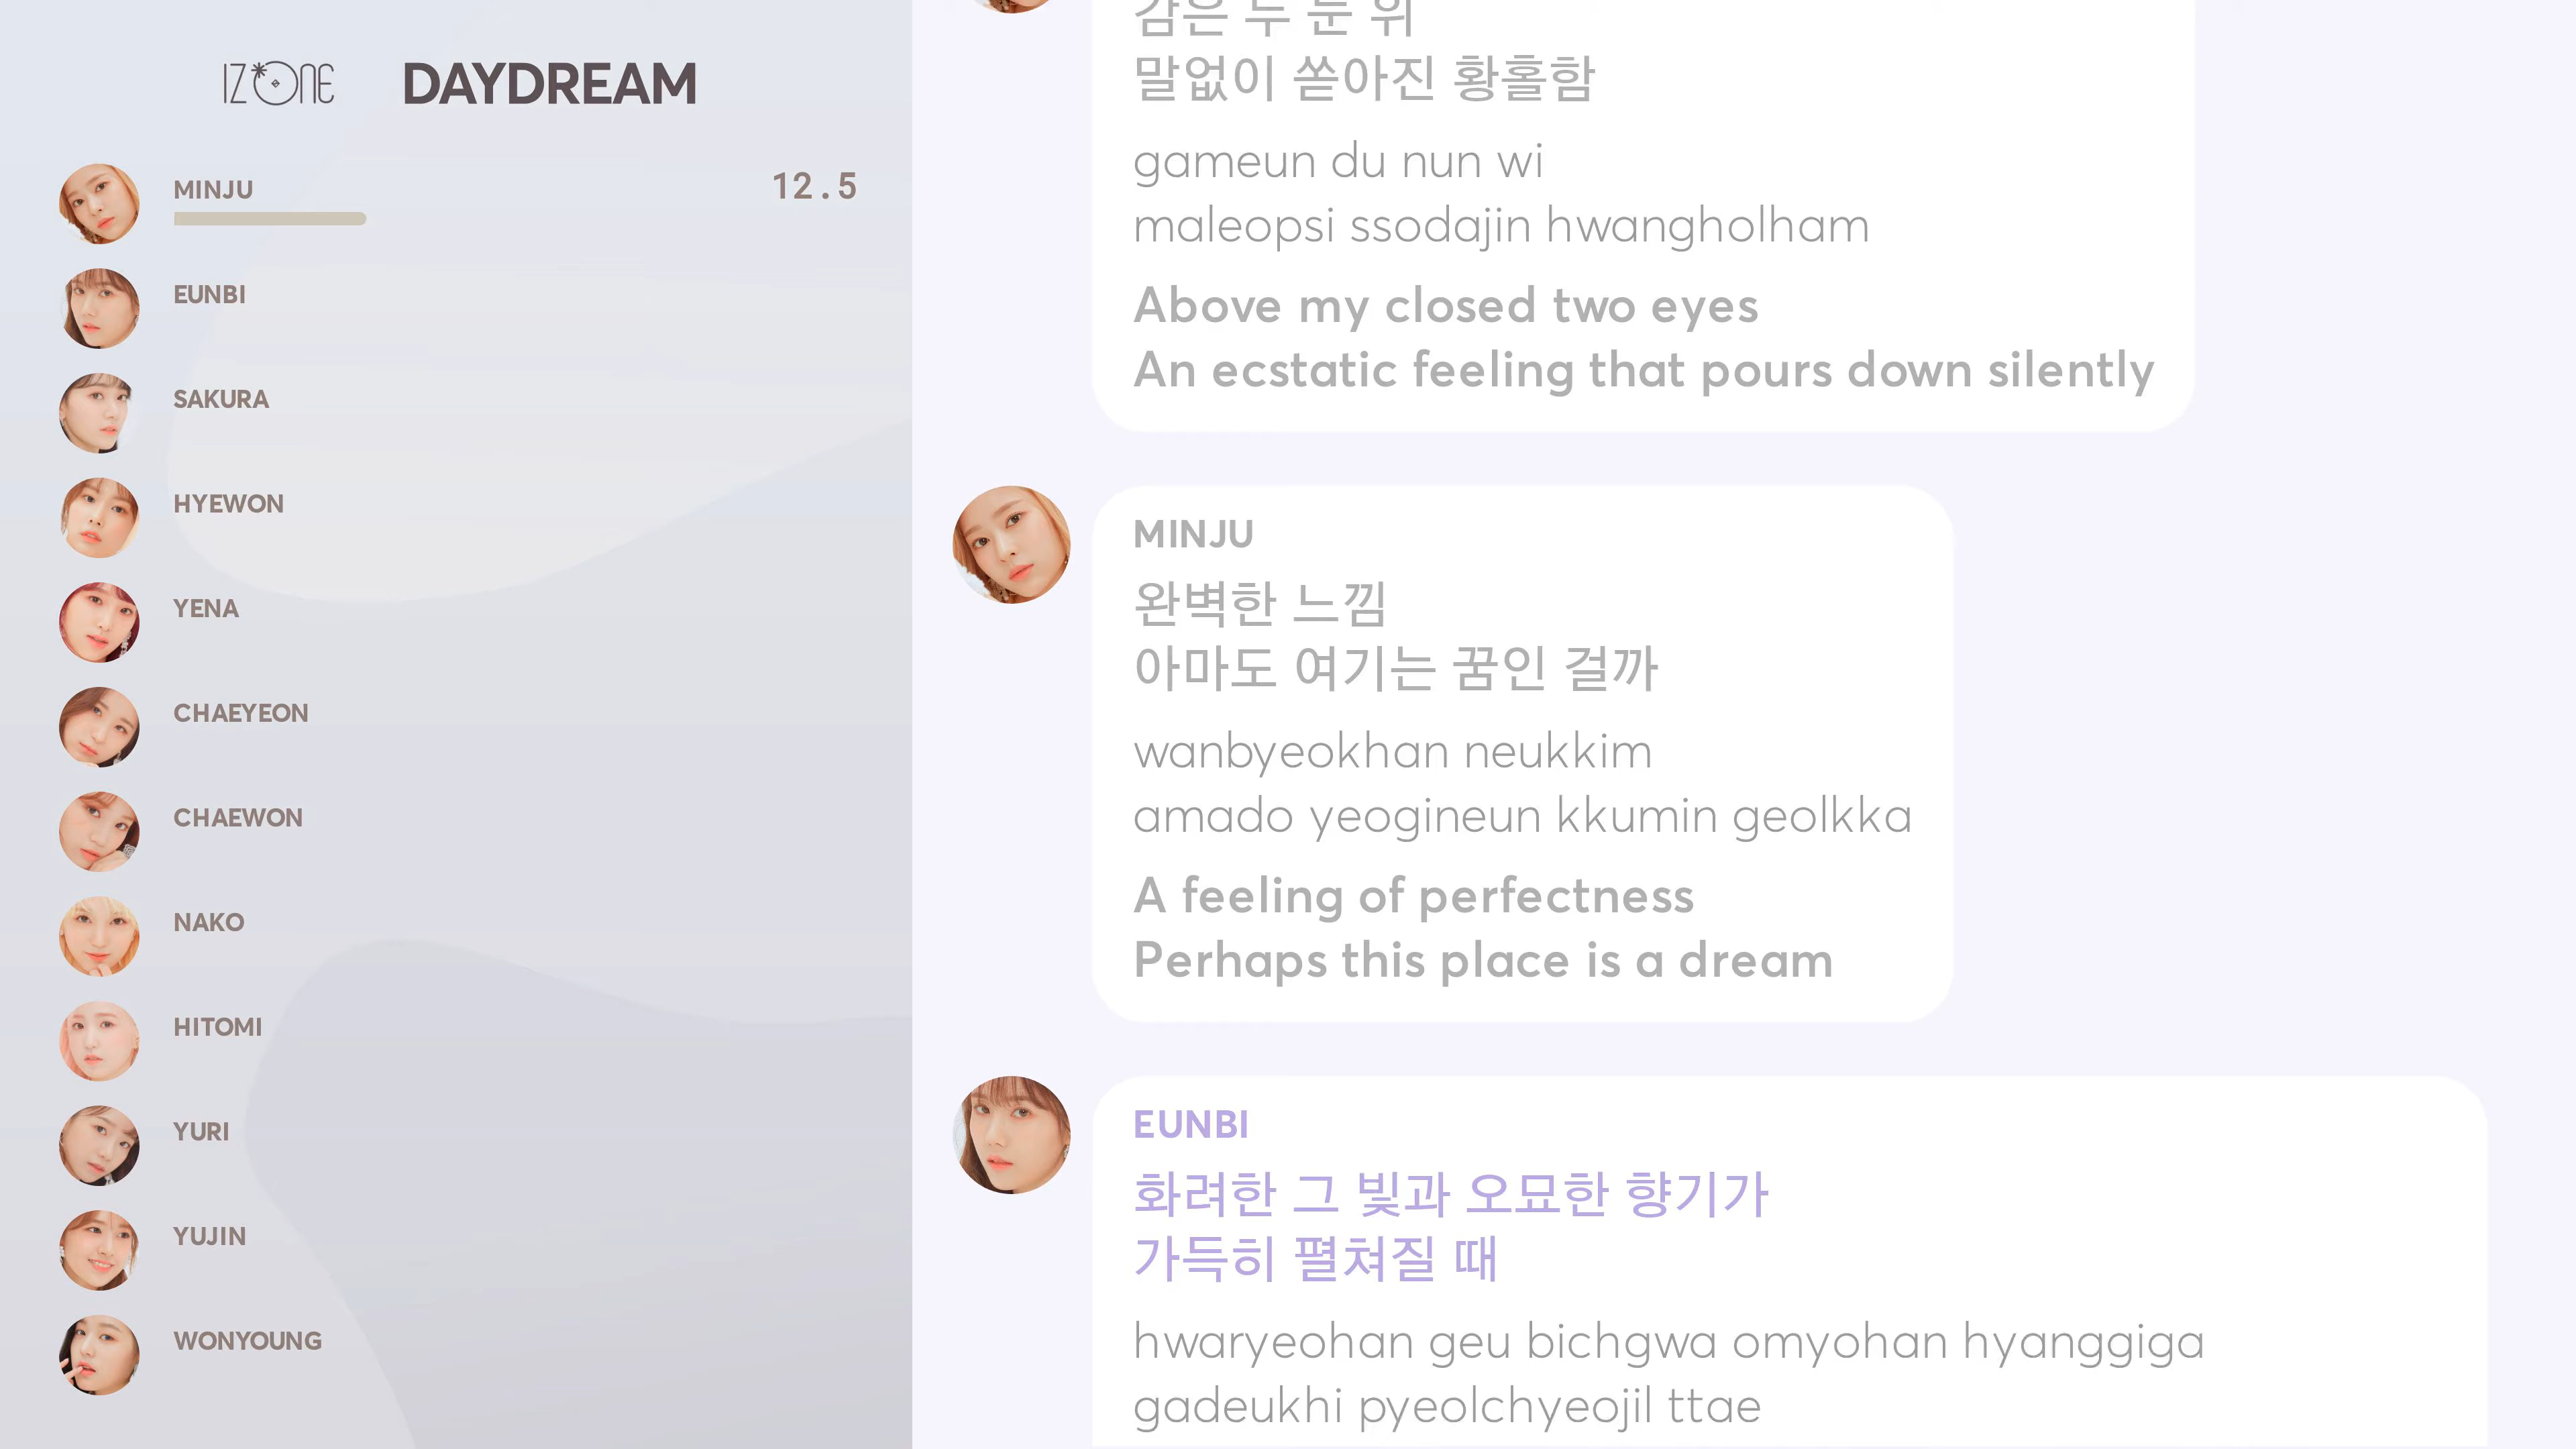 IZ*ONE DAYDREAM
MINJU 12.5
EUNBI
SAKURA
HYEWON
YENA
CHAEYEON
CHAEWON
NAKO
HITOMI
YURI
YUJIN
WONYOUNG
감은 두 눈 위
말없이 쏟아진 황홀함
gameun du nun wi
maleopsi ssodajin hwangholham
Above my closed two eyes
An ecstatic feeling that pours down silently
MINJU
완벽한 느낌
아마도 여기는 꿈인 걸까
wanbyeokhan neukkim
amado yeogineun kkumin geolkka
A feeling of perfectness
Perhaps this place is a dream
EUNBI
화려한 그 빛과 오묘한 향기가
가득히 펼쳐질 때
hwaryeohan geu bichgwa omyohan hyanggiga
gadeukhi pyeolchyeojil ttae